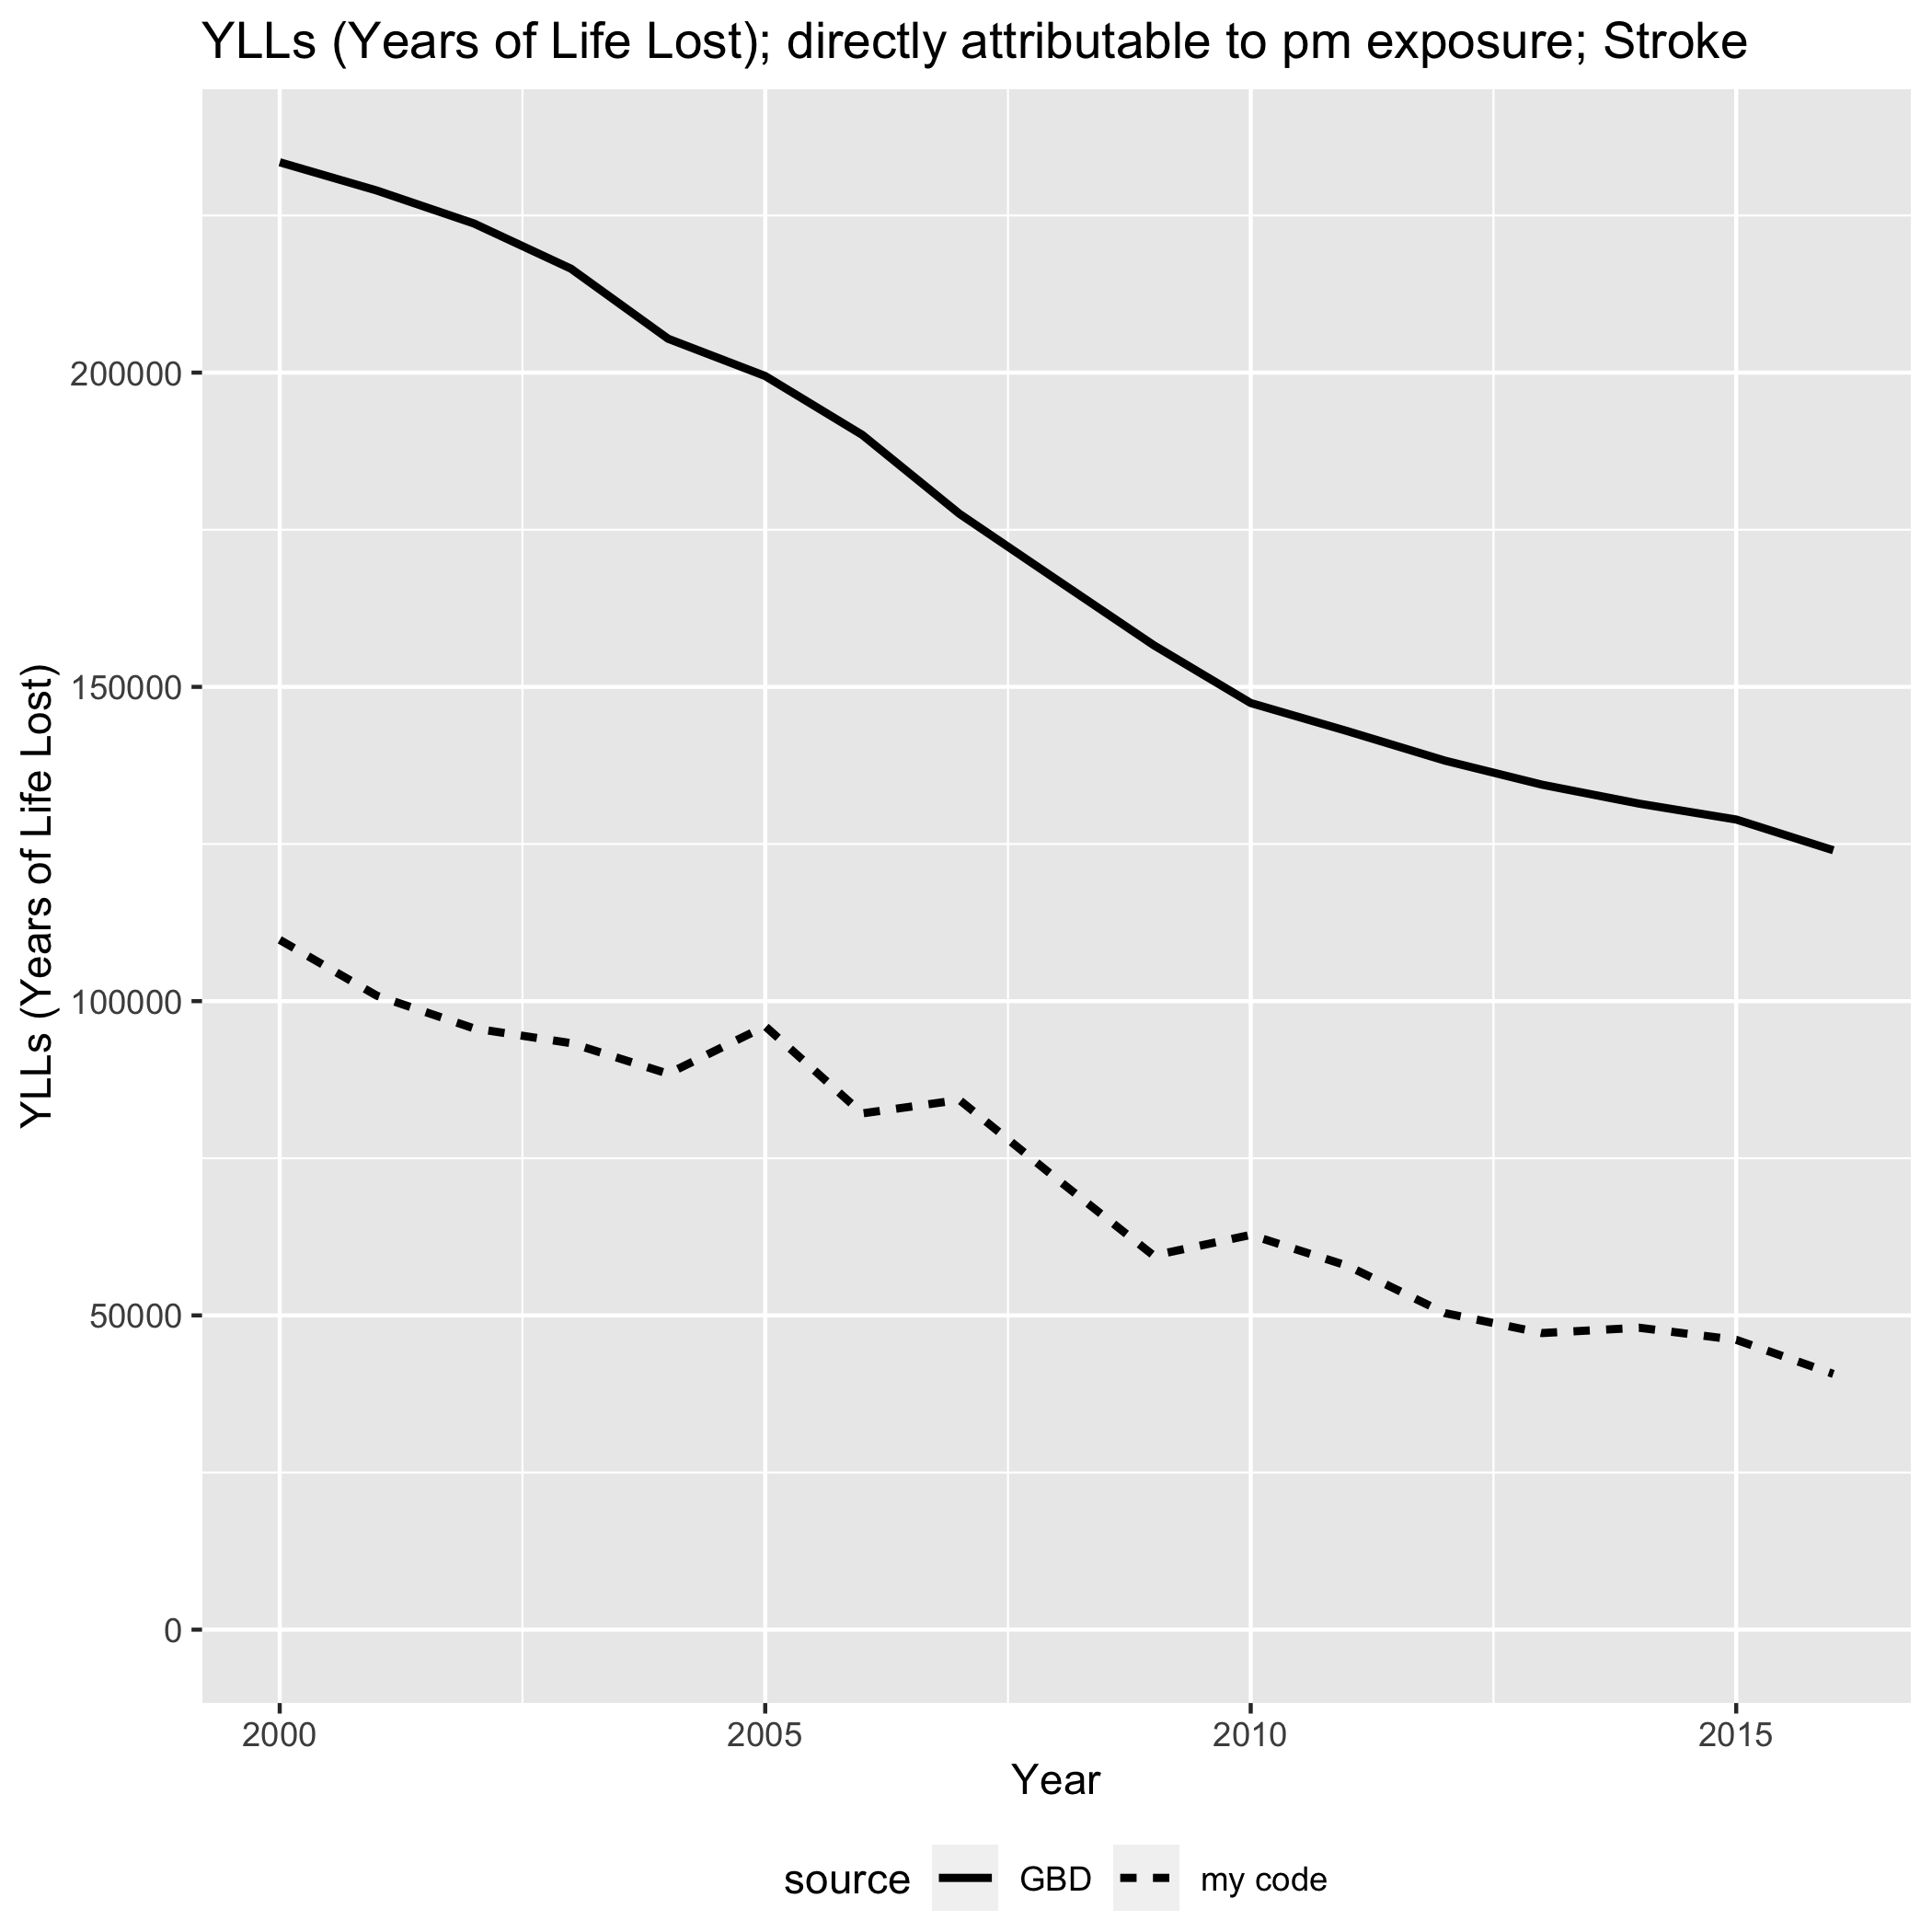 YLLs (Years of Life Lost); directly attributable to pm exposure; Stroke
YLLs (Years of Life Lost)
200000
150000
100000
50000
0
2000
2005
2010
2015
Year
source
GBD
my code